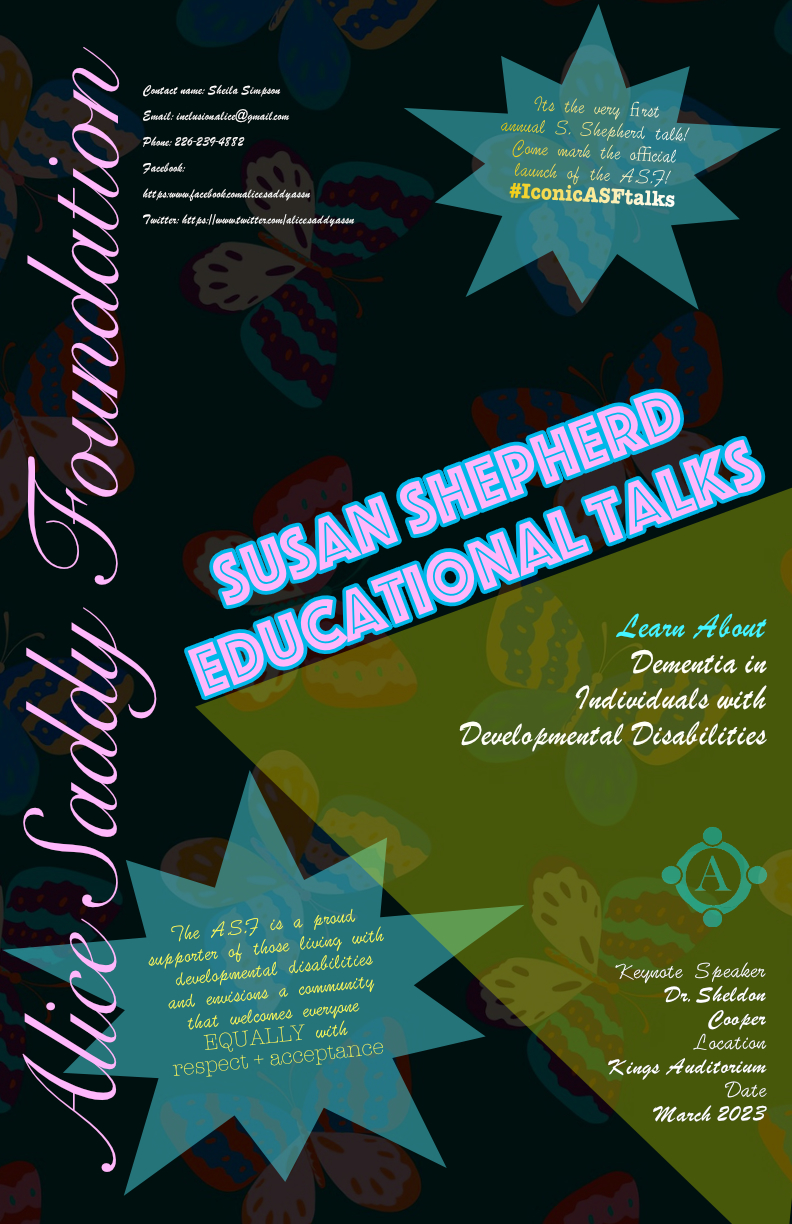 Alice Saddy Foundation
Contact name: Sheila Simpson
Email: inclusionalice@gmail.com
Phone: 226-239-4882
Facebook:
https:www.facebook.comalicesaddyassn
Twitter: https://www.twitter.com/alicesaddyassn
Its the very first
annual S. Shepherd talk!
Come mark the official
launch of the A.S.F!
#IconicASFtalks
SUSAN SHEPHERD
EDUCATIONAL TALKS
Learn About
Dementia in
Individuals with
Developmental Disabilities
A
The A.S.F is a proud
supporter of those living with
developmental disabilities
and envisions a community
that welcomes everyone
EQUALLY with
respect + acceptance
Keynote Speaker
Dr. Sheldon
Cooper
Location
Kings Auditorium
Date
March 2023